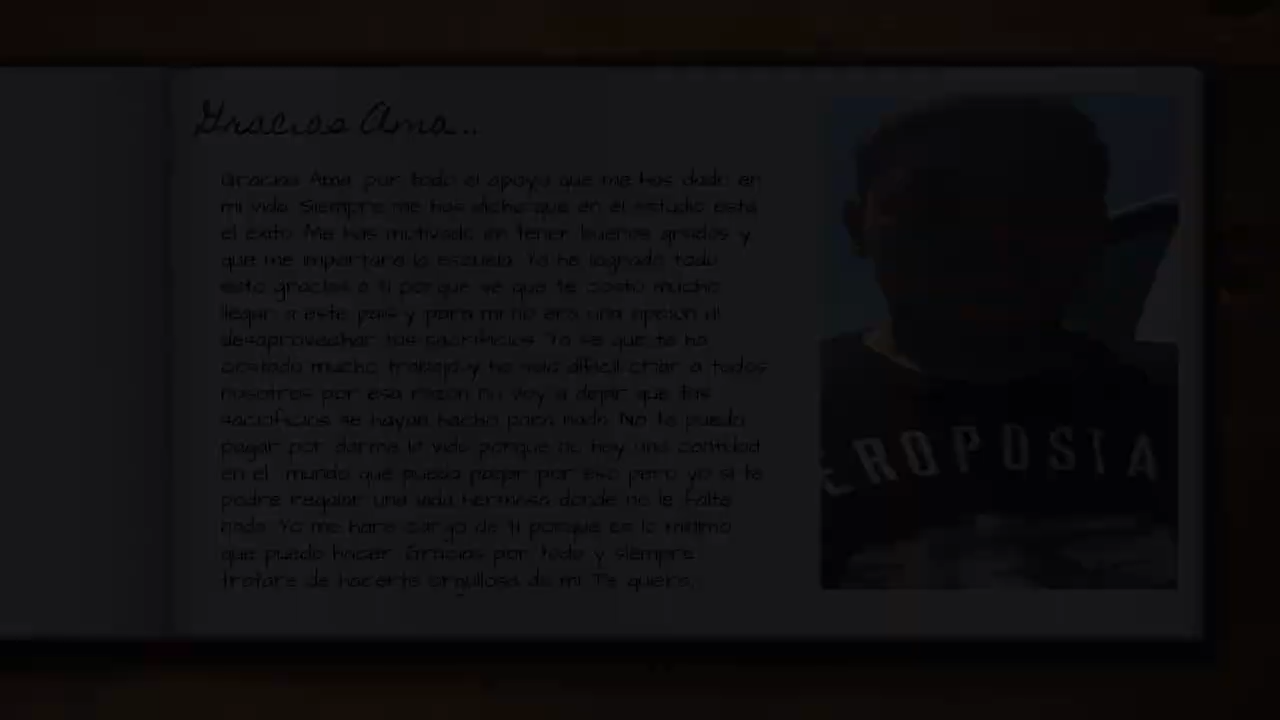 Gracias Ama...
Gracias Ama por todo el apoyo que me has dado en
mi vida. Siempre me has dicho que en el estudio esta
el exito. Me has motivado en tener buenos grados y
que me importara la escuela. Yo he logrado todo
esto gracias a ti porque se que te costo mucho
llegar a este pais y para mi no era una opcion al
desaprovechar tus sacrificios. Yo se que te ha
costado mucho trabajo y ha sido dificil criar a todos
nosotros por esa razon no voy a dejar que tus
sacrificios se hayan hecho para nada. No te puedo
pagar por darme la vida porque no hay una cantidad
en el mundo que pueda pagar por eso pero yo si te
podre regalar una vida hermosa donde no le falte
nada. Yo me hare cargo de ti porque es lo minimo
que puedo hacer. Gracias por todo y siempre
tratare de hacerte orgullosa de mi. Te quiero,
EROPOSTA